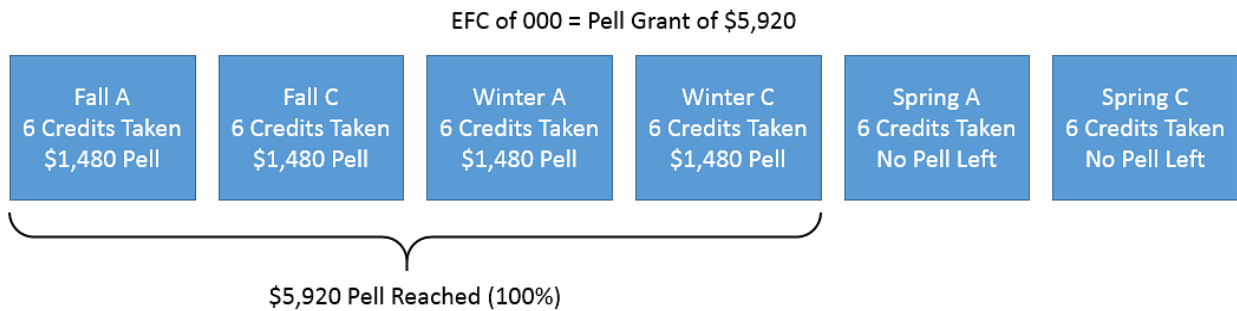 EFC of 000 = Pell Grant of $5,920
Fall A
6 Credits Taken
$1,480 Pell
Fall C
6 Credits Taken
$1,480 Pell
Winter A
6 Credits Taken
$1,480 Pell
Winter C
6 Credits Taken
$1,480 Pell
Spring A
6 Credits Taken
No Pell Left
Spring C
6 Credits Taken
No Pell Left
$5,920 Pell Reached (100%)